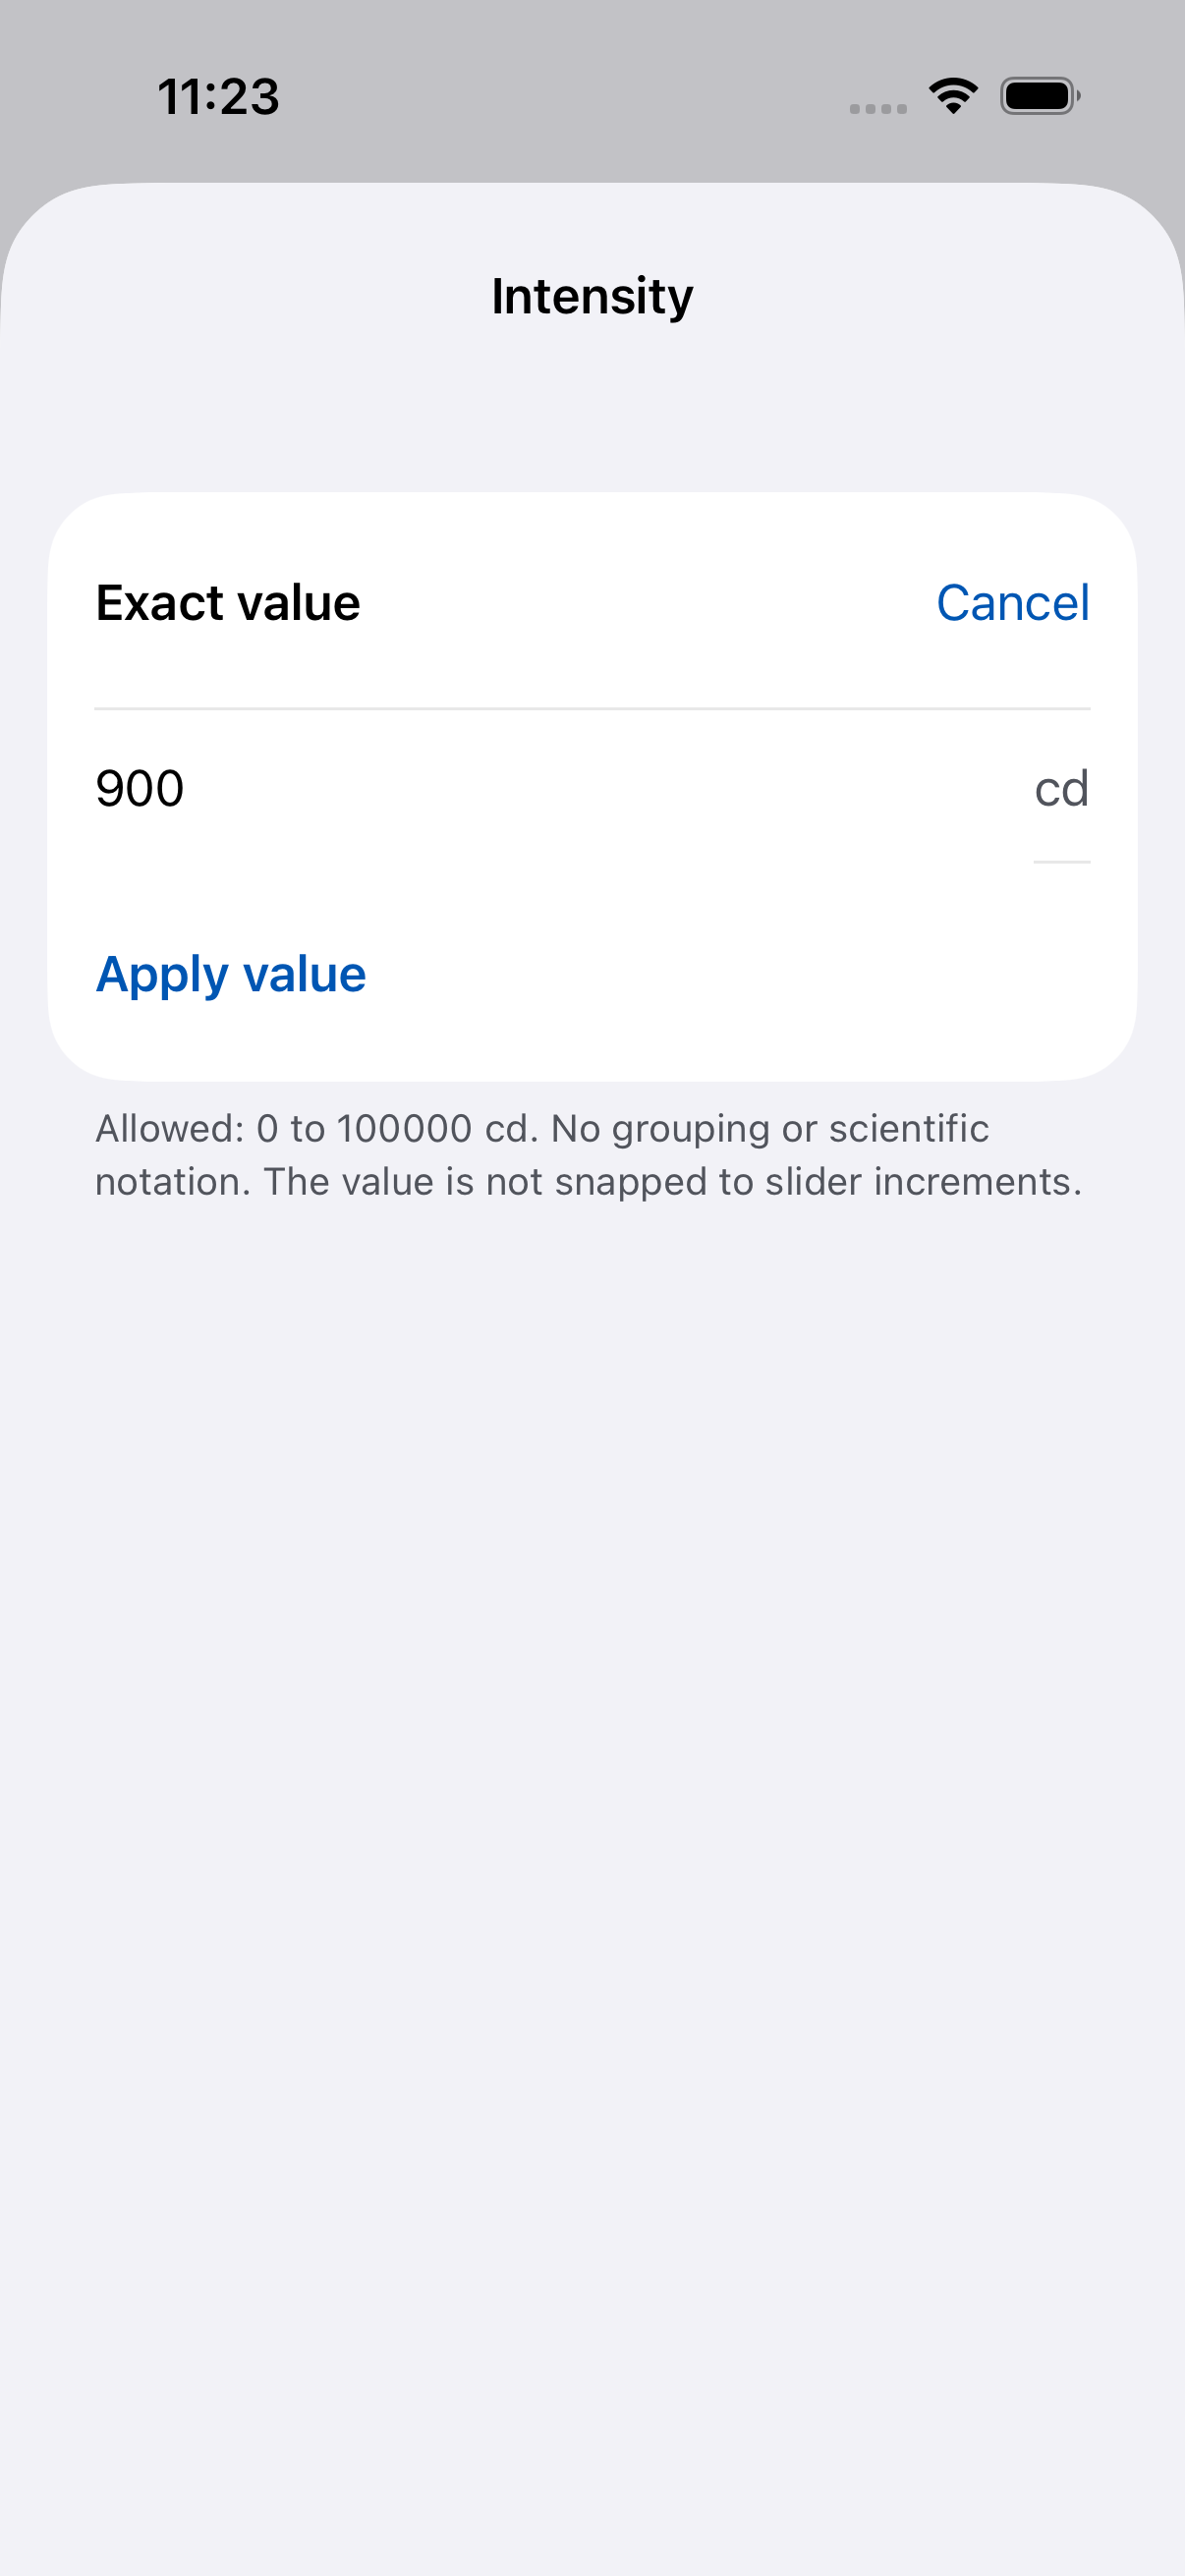 11:23
Intensity
Exact value Cancel
900 cd
Apply value
Allowed: 0 to 100000 cd. No grouping or scientific
notation. The value is not snapped to slider increments.